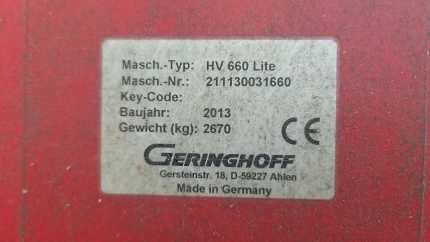 Masch.-Typ: HV 660 Lite
Masch.-Nr.: 211130031660
Key-Code:
Baujahr: 2013
Gewicht (kg): 2670
CE
GERINGHOFF
Gersteinstr. 18, D-59227 Ahlen
Made in Germany